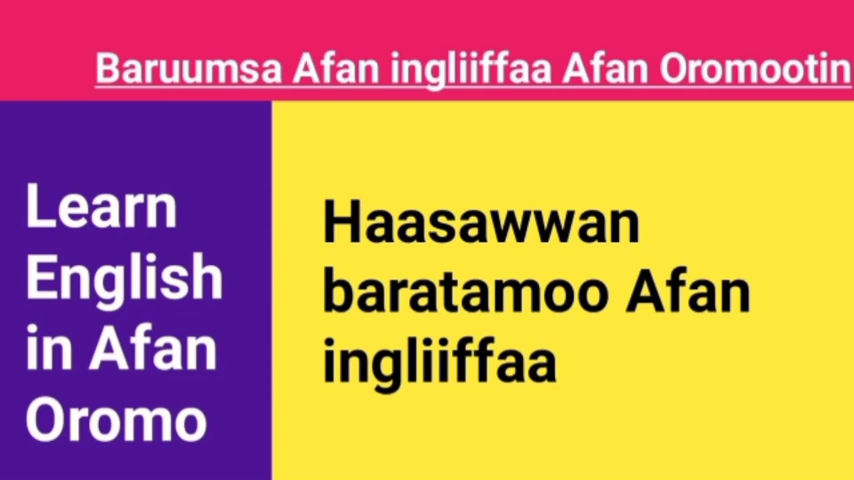 Baruumsa Afan ingliiffaa Afan Oromootin
Learn
English
in Afan
Oromo
Haasawwan
baratamoo Afan
ingliiffaa